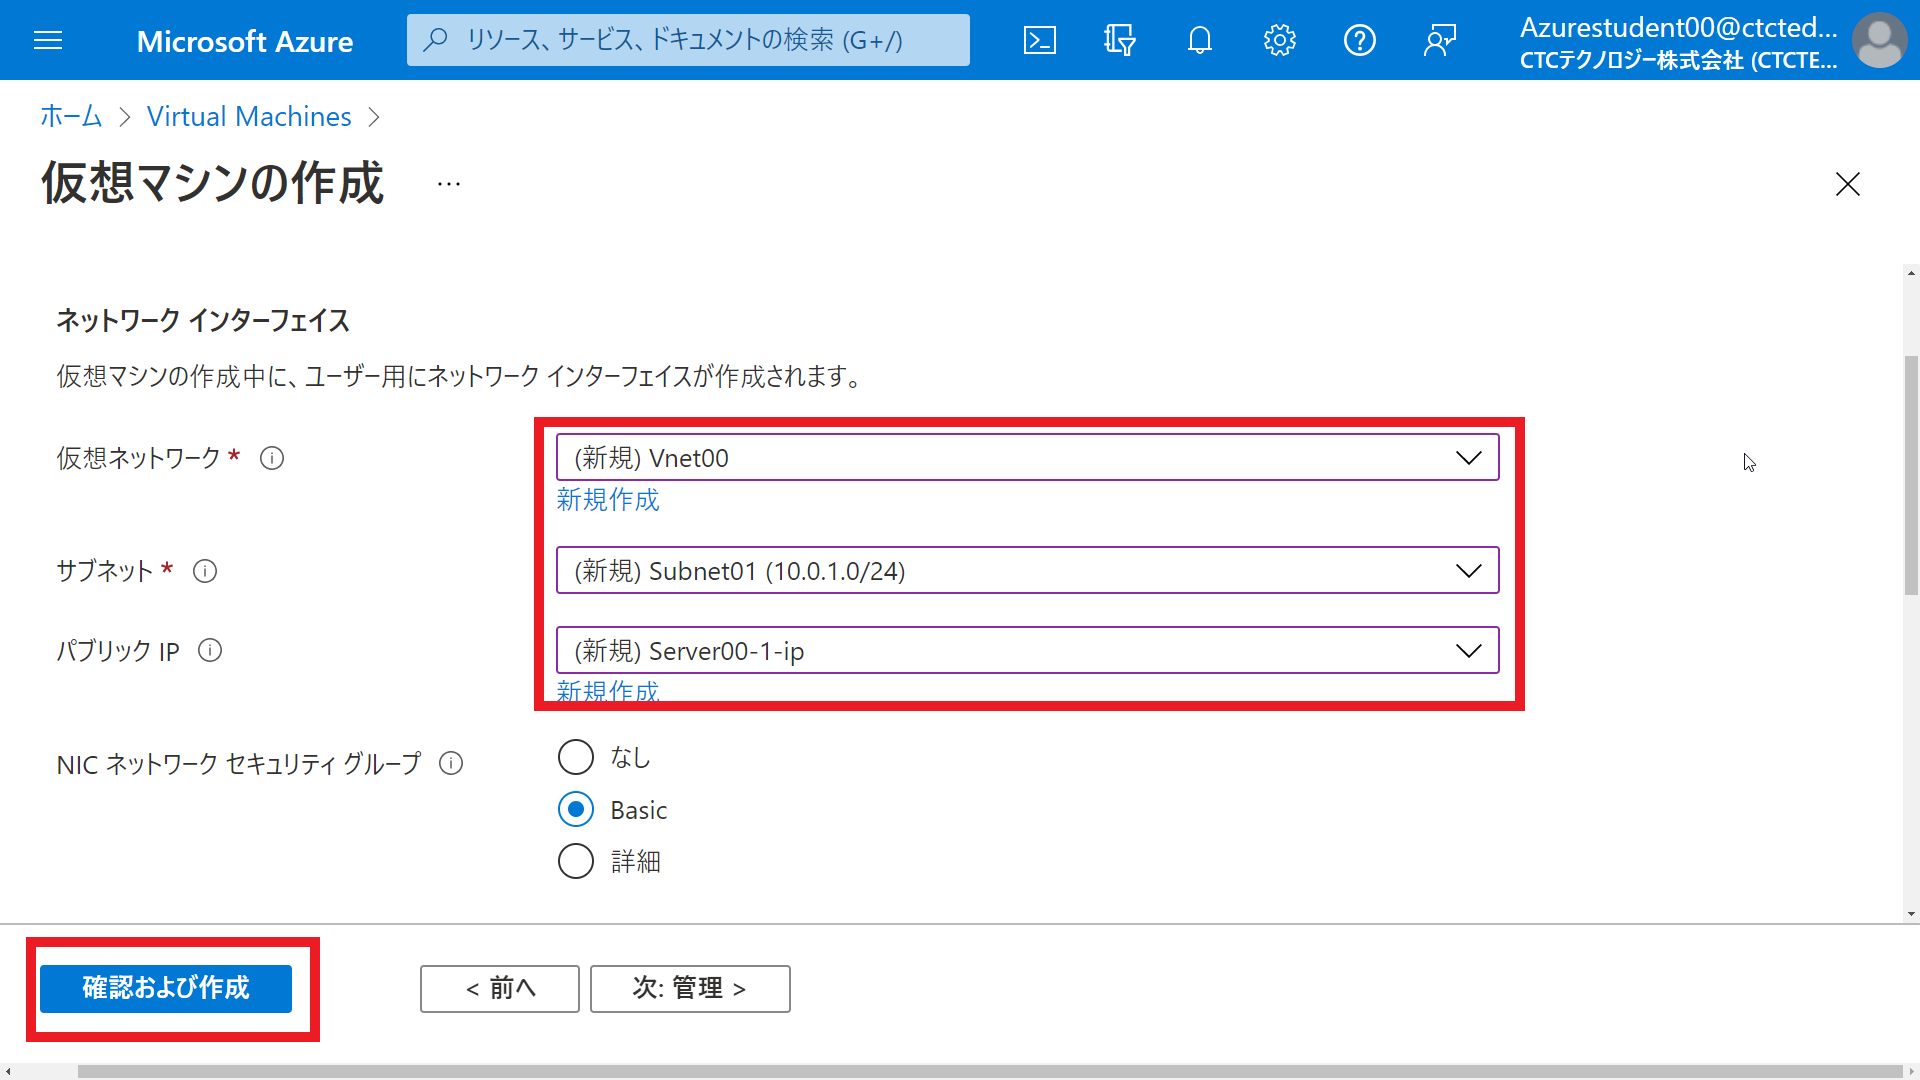 Microsoft Azure
リソース、サービス、ドキュメントの検索 (G+/)
Azurestudent00@ctcted...
CTCテクノロジー株式会社 (CTCTE...
ホーム > Virtual Machines >
仮想マシンの作成 ...
ネットワーク インターフェイス
仮想マシンの作成中に、ユーザー用にネットワーク インターフェイスが作成されます。
仮想ネットワーク *
(新規) Vnet00
新規作成
サブネット *
(新規) Subnet01 (10.0.1.0/24)
パブリック IP
(新規) Server00-1-ip
新規作成
NIC ネットワーク セキュリティ グループ
なし
Basic
詳細
確認および作成
< 前へ
次: 管理 >